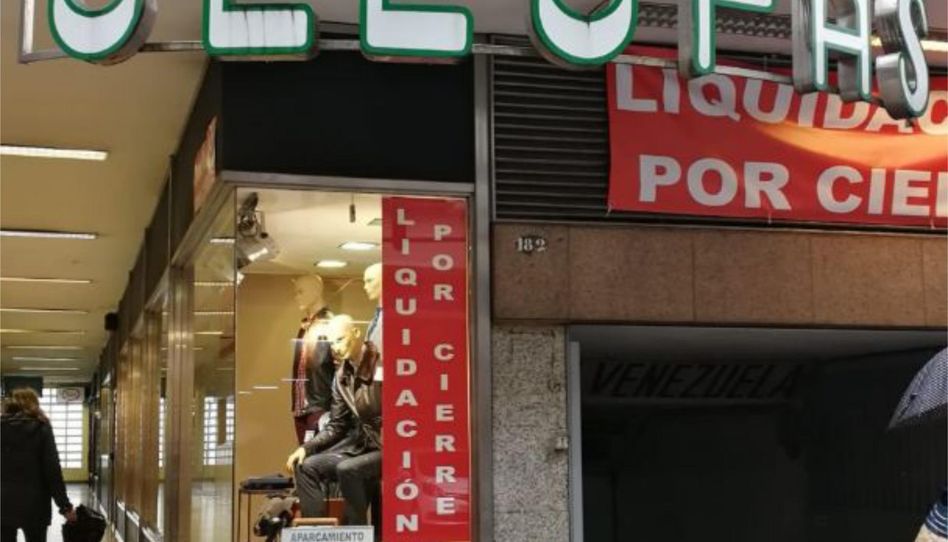 LIQUIDAC
POR CIE
182
LIQUIDACIÓN
POR CIERRE
VENEZUELA
APARCAMIENTO